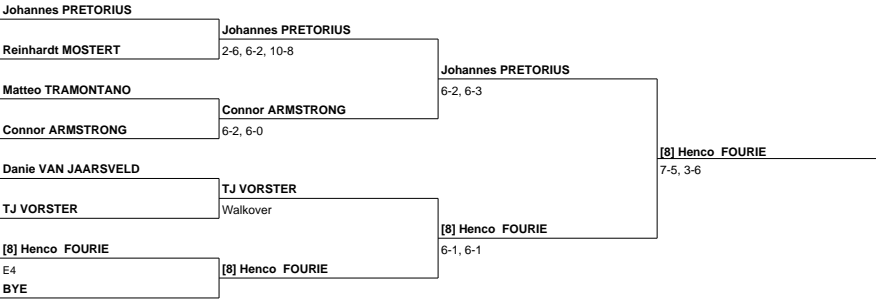 Johannes PRETORIUS
Reinhardt MOSTERT
Matteo TRAMONTANO
Connor ARMSTRONG
Danie VAN JAARSVELD
TJ VORSTER
[8] Henco FOURIE
E4
BYE
Johannes PRETORIUS
2-6, 6-2, 10-8
Connor ARMSTRONG
6-2, 6-0
TJ VORSTER
Walkover
[8] Henco FOURIE
Johannes PRETORIUS
6-2, 6-3
[8] Henco FOURIE
6-1, 6-1
[8] Henco FOURIE
7-5, 3-6